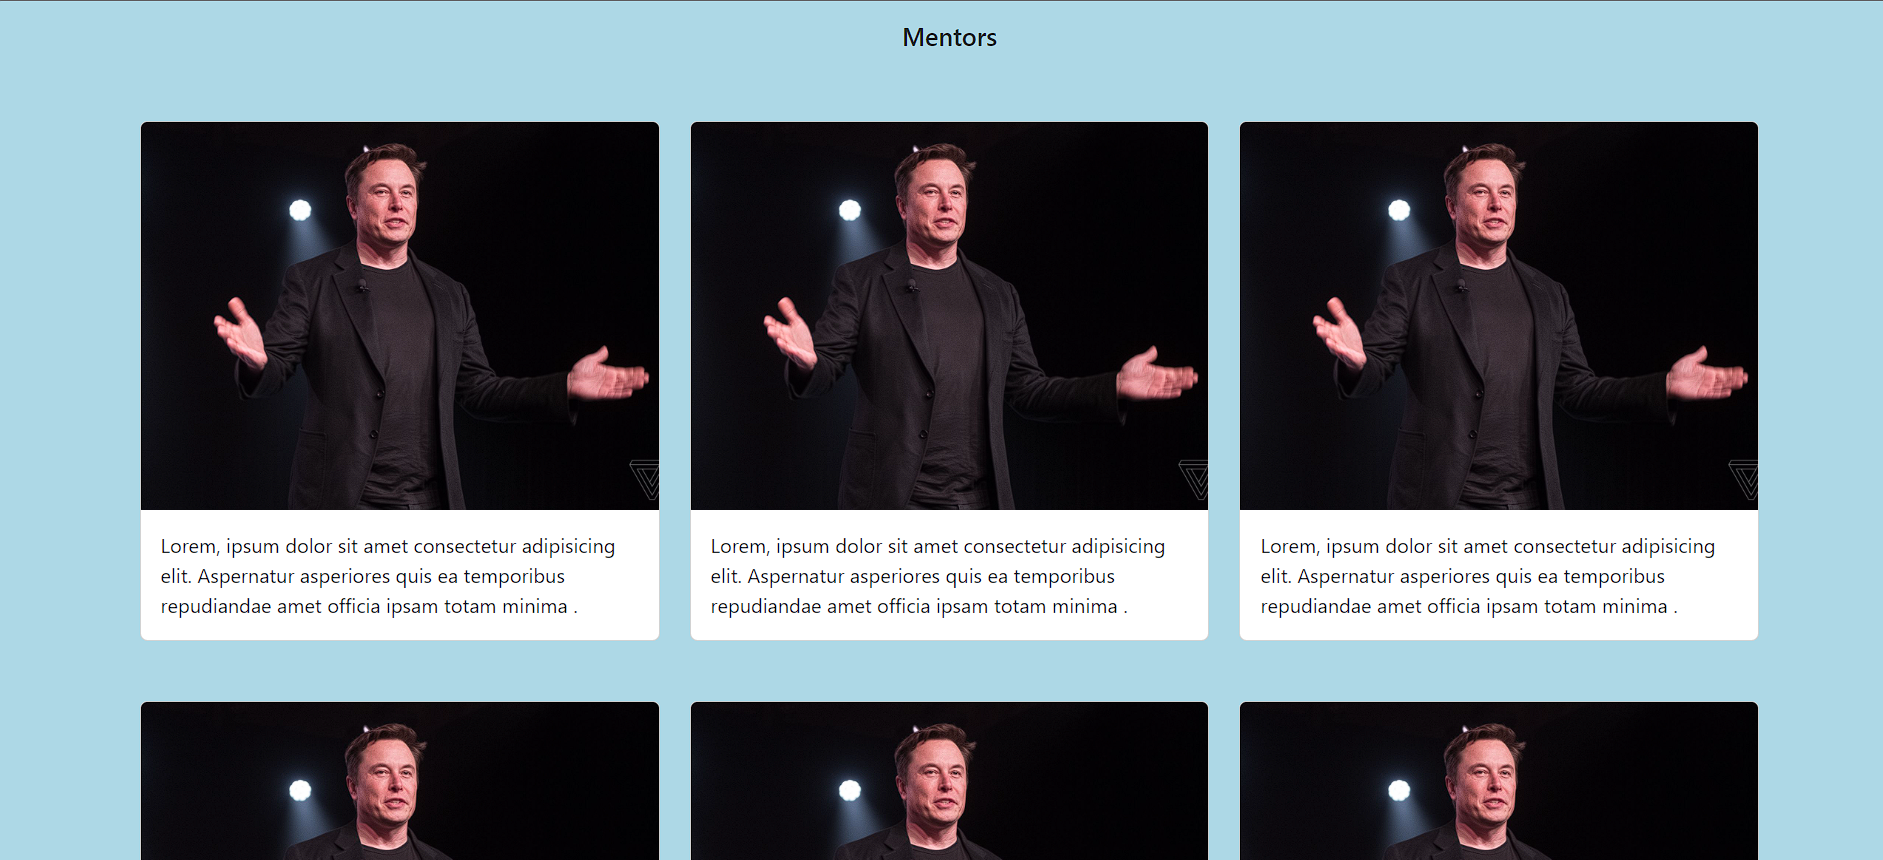 Mentors
Lorem, ipsum dolor sit amet consectetur adipisicing
elit. Aspernatur asperiores quis ea temporibus
repudiandae amet officia ipsam totam minima .
Lorem, ipsum dolor sit amet consectetur adipisicing
elit. Aspernatur asperiores quis ea temporibus
repudiandae amet officia ipsam totam minima .
Lorem, ipsum dolor sit amet consectetur adipisicing
elit. Aspernatur asperiores quis ea temporibus
repudiandae amet officia ipsam totam minima .